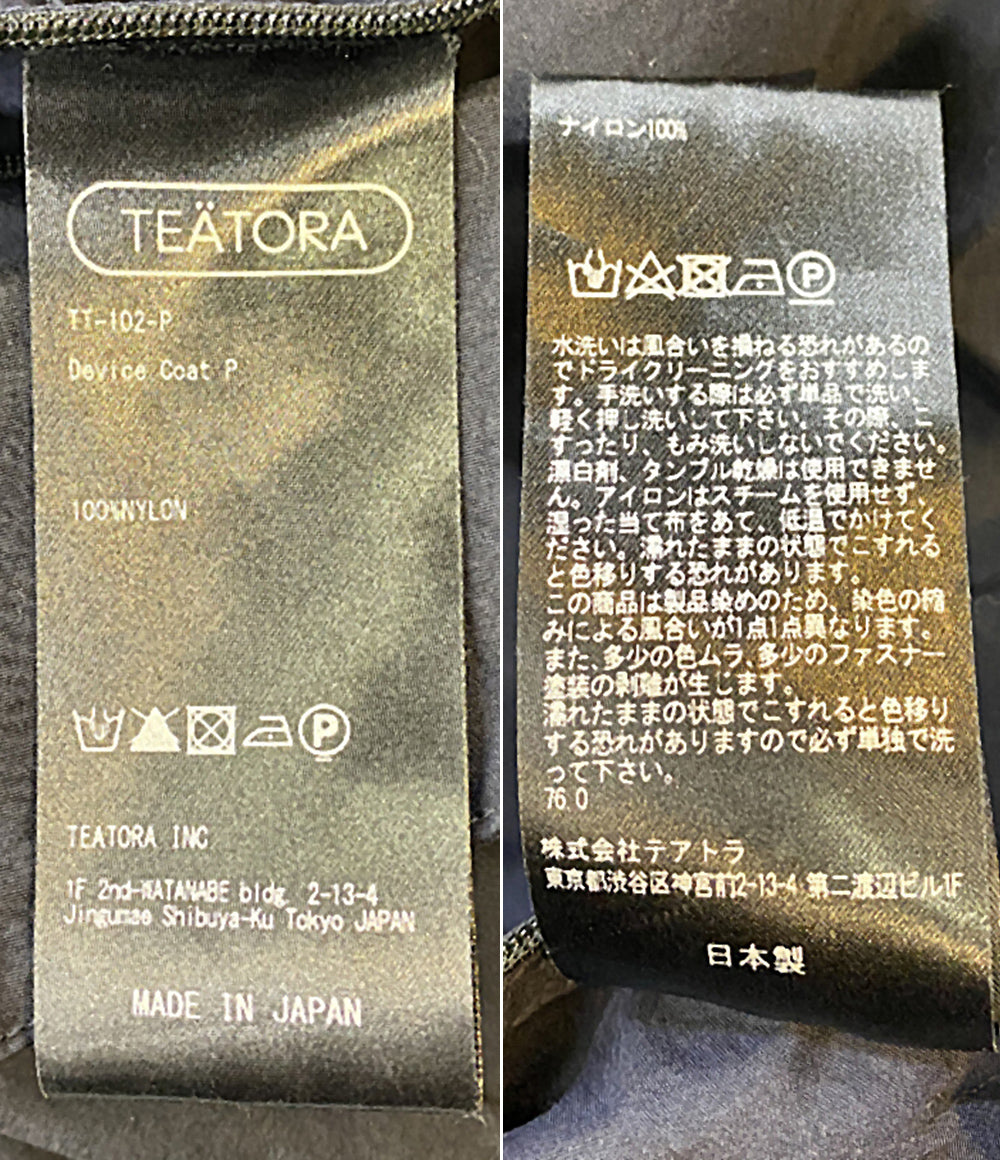 TEÄTORA
TT-102-P
Device Coat P
100%NYLON
P
TEATORA INC
1F 2nd-WATANABE bldg. 2-13-4
Jingumae Shibuya-Ku Tokyo JAPAN
MADE IN JAPAN
ナイロン100%
P
水洗いは風合いを損ねる恐れがあるの
でドライクリーニングをおすすめしま
す。手洗いする際は必ず単品で洗い、
軽く押し洗いして下さい。その際、こ
すったり、もみ洗いしないでください。
漂白剤、タンブル乾燥は使用できませ
ん。アイロンはスチームを使用せず、
湿った当て布をあて、低温でかけてく
ださい。濡れたままの状態でこすれる
と色移りする恐れがあります。
この商品は製品染めのため、染色の縮
みによる風合いが1点1点異なります。
また、多少の色ムラ、多少のファスナー
塗装の剥離が生じます。
濡れたままの状態でこすれると色移り
する恐れがありますので必ず単独で洗
って下さい。
76.0
株式会社テアトラ
東京都渋谷区神宮前2-13-4 第二渡辺ビル1F
日本製